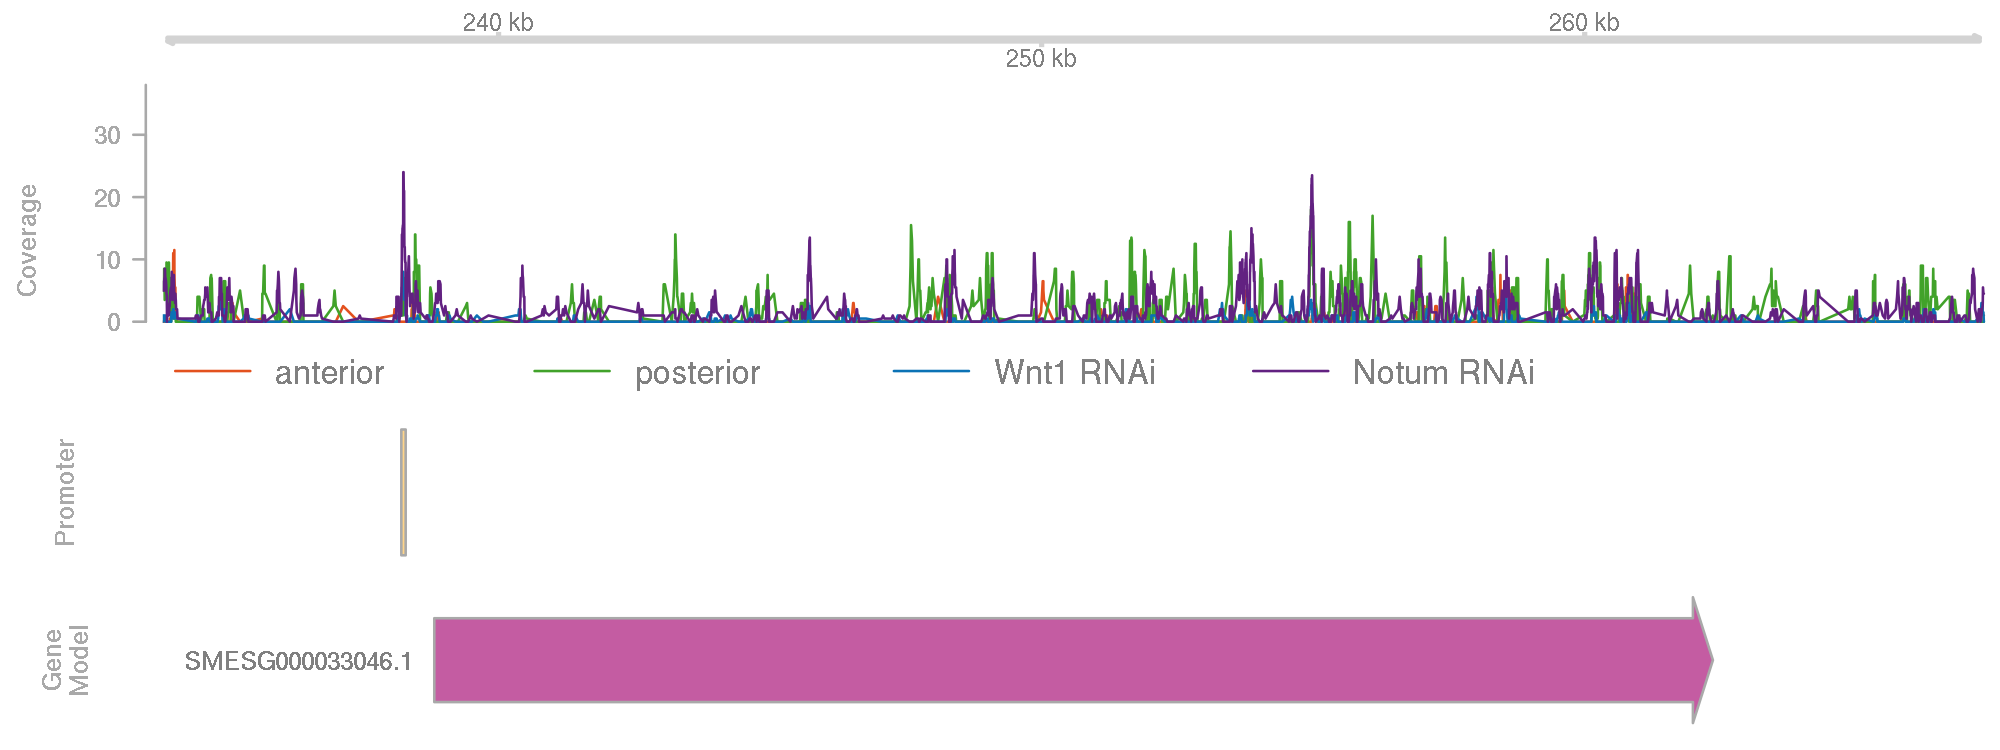 240 kb
260 kb
250 kb
Coverage
30
20
10
0
anterior
posterior
Wnt1 RNAi
Notum RNAi
Promoter
Gene
Model
SMESG000033046.1